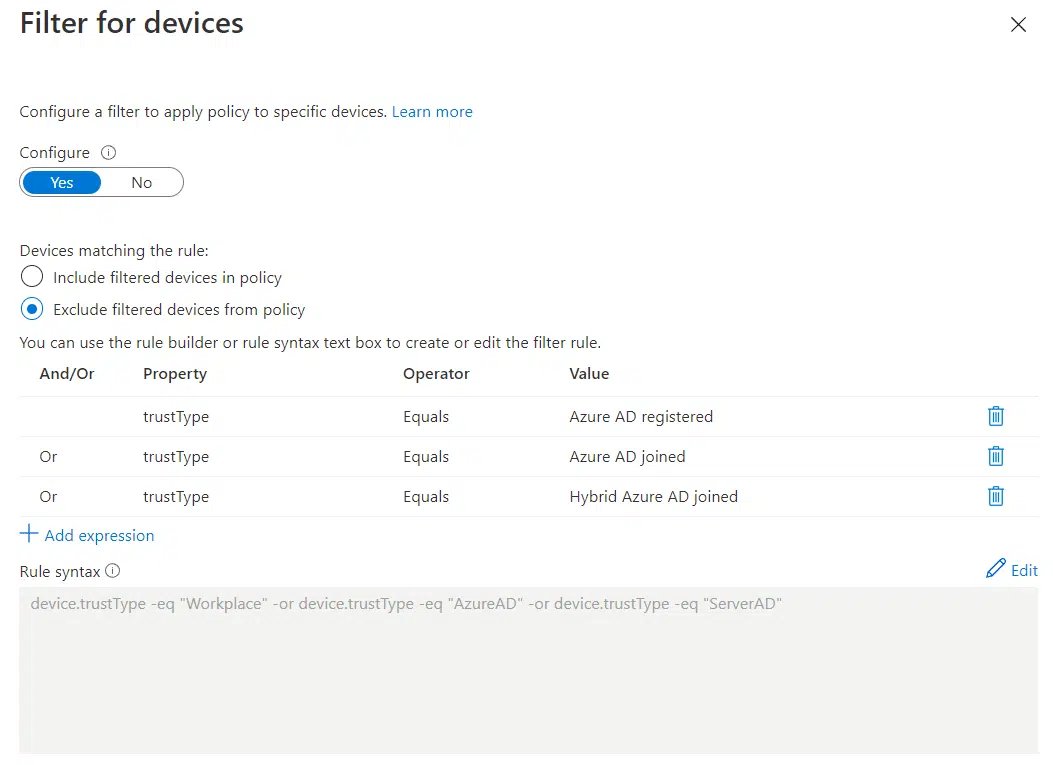 Filter for devices
Configure a filter to apply policy to specific devices. Learn more
Configure
Yes No
Devices matching the rule:
Include filtered devices in policy
Exclude filtered devices from policy
You can use the rule builder or rule syntax text box to create or edit the filter rule.
And/Or Property Operator Value
trustType Equals Azure AD registered
Or trustType Equals Azure AD joined
Or trustType Equals Hybrid Azure AD joined
Add expression
Rule syntax Edit
device.trustType -eq "Workplace" -or device.trustType -eq "AzureAD" -or device.trustType -eq "ServerAD"